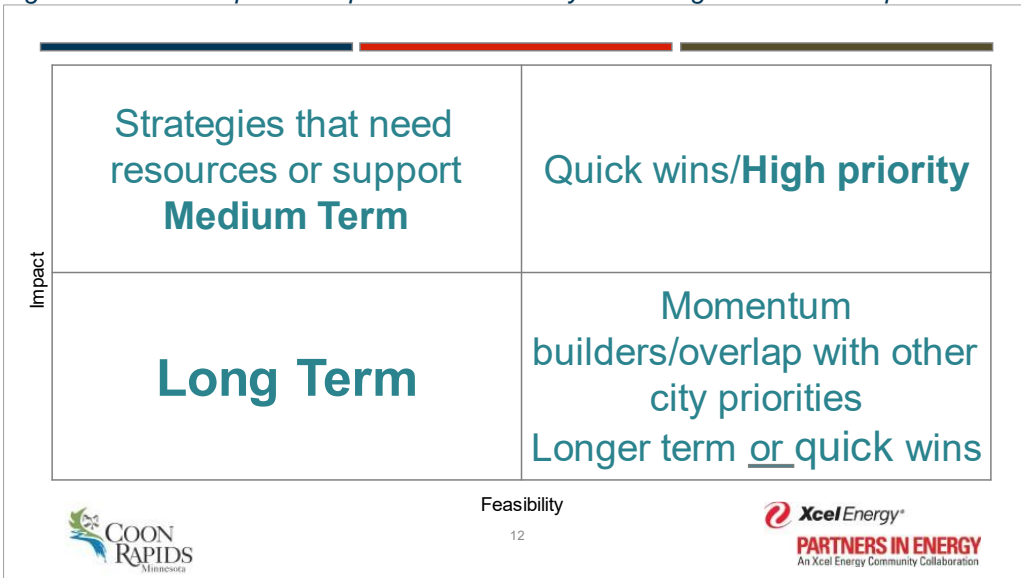 Strategies that need
resources or support
Medium Term
Quick wins/High priority
Impact
Long Term
Momentum
builders/overlap with other
city priorities
Longer term or quick wins
Feasibility
12
COON
RAPIDS
Minnesota
Xcel Energy®
PARTNERS IN ENERGY
An Xcel Energy Community Collaboration